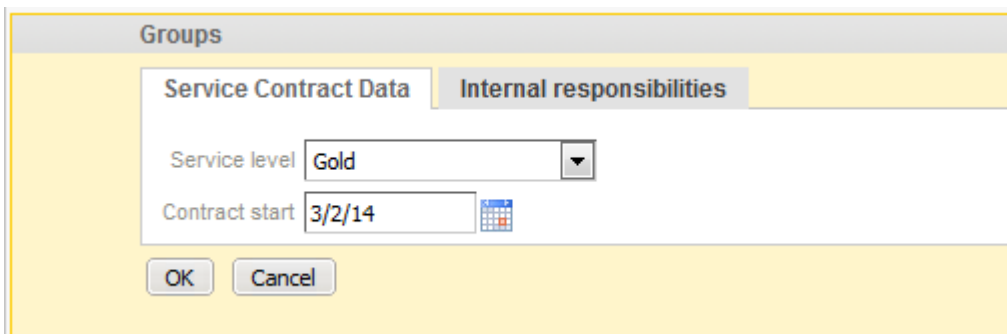 Groups
Service Contract Data Internal responsibilities
Service level Gold
Contract start 3/2/14
OK Cancel